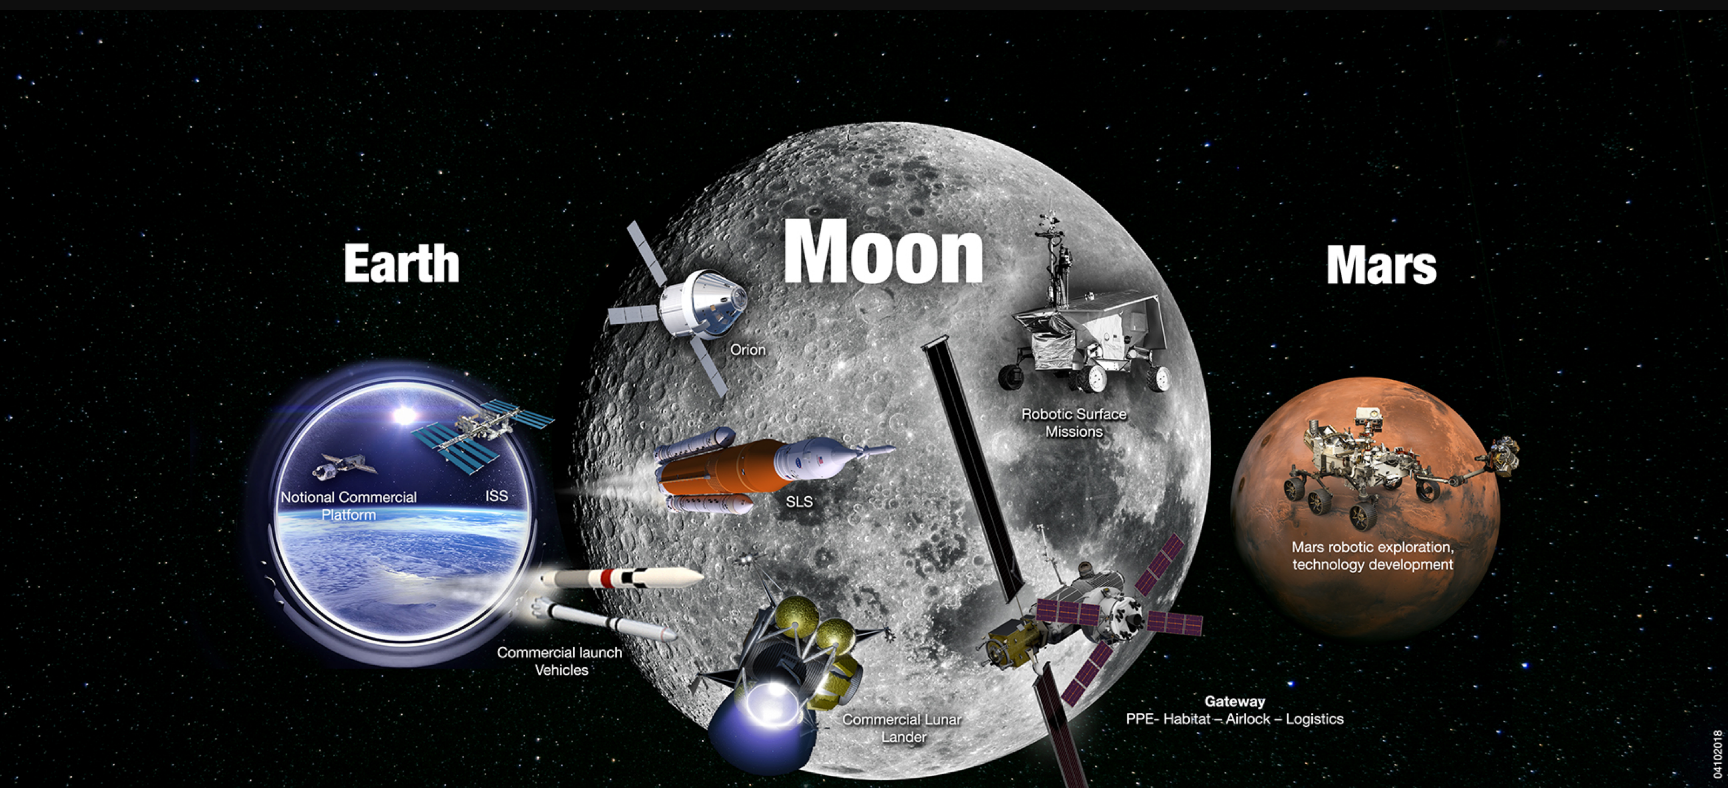 Earth
Moon
Mars
Orion
Robotic Surface
Missions
Notional Commercial
Platform
ISS
SLS
Mars robotic exploration,
technology development
Commercial launch
Vehicles
Commercial Lunar
Lander
Gateway
PPE- Habitat – Airlock – Logistics
04102018